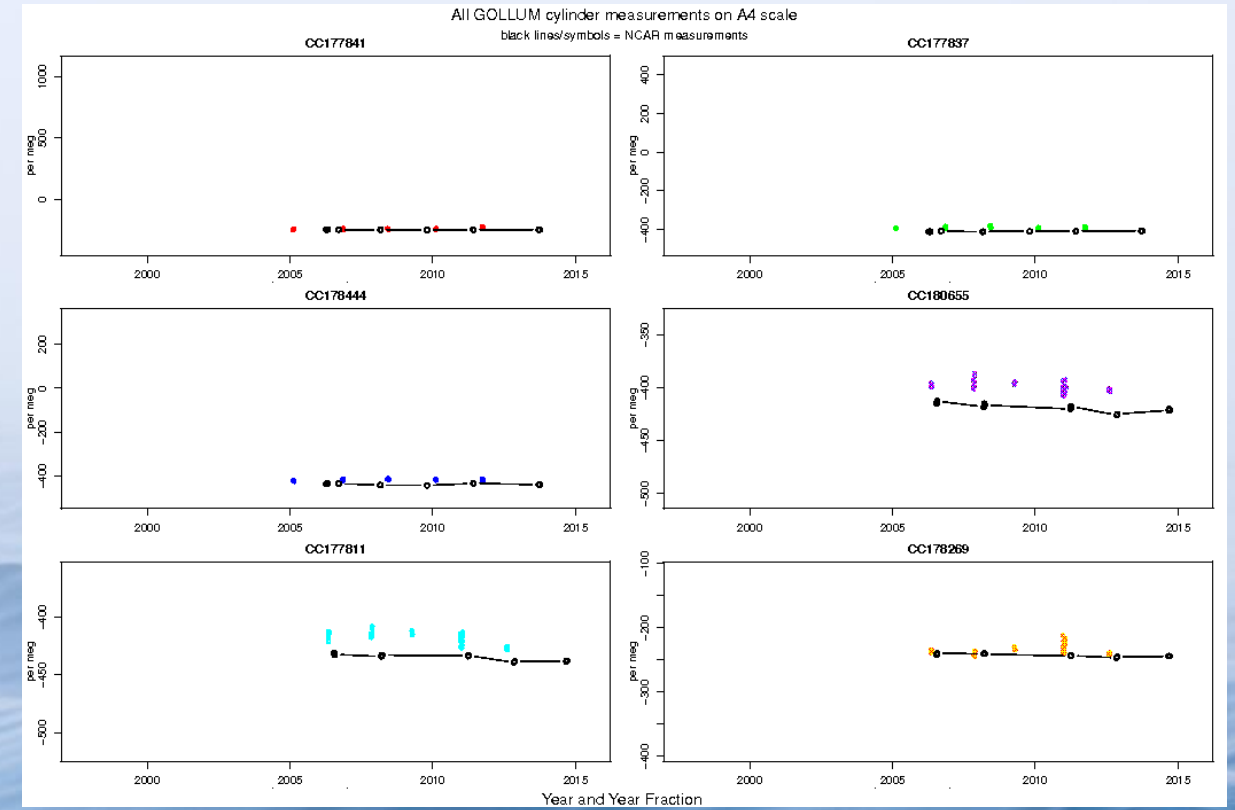 All GOLLUM cylinder measurements on A4 scale
black lines/symbols = NCAR measurements
CC177841
per meg
1000
500
0
2000 2005 2010 2015
CC177837
per meg
400
200
0
−200
−400
2000 2005 2010 2015
CC178444
per meg
200
0
−200
−400
2000 2005 2010 2015
CC180655
per meg
−350
−400
−450
−500
2000 2005 2010 2015
CC177811
per meg
−400
−450
−500
2000 2005 2010 2015
CC178269
per meg
−100
−200
−300
−400
2000 2005 2010 2015
Year and Year Fraction